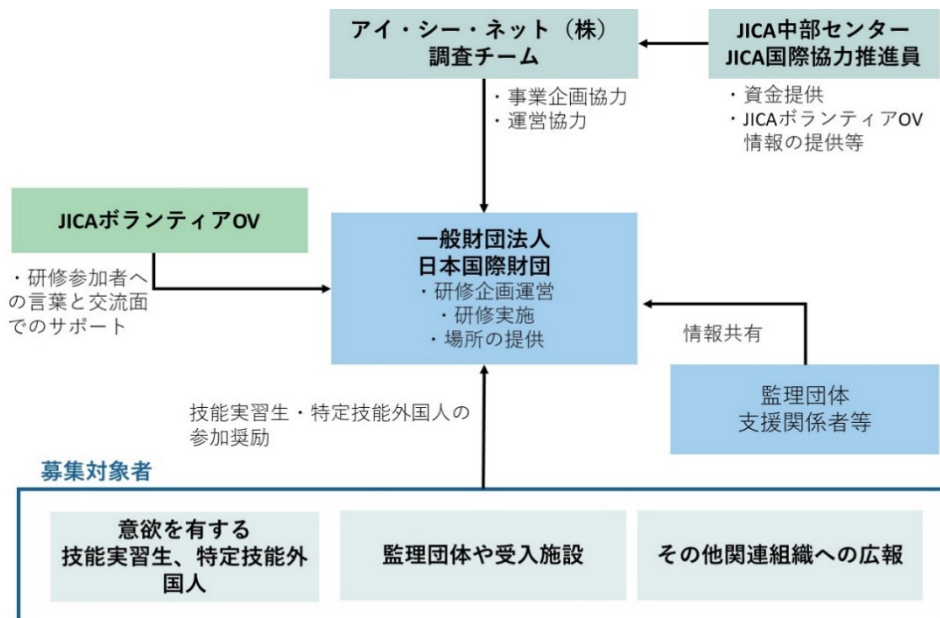 アイ・シー・ネット（株）
調査チーム
JICA中部センター
JICA国際協力推進員
・事業企画協力
・運営協力
・資金提供
・JICAボランティアOV
情報の提供等
JICAボランティアOV
・研修参加者へ
の言葉と交流面
でのサポート
一般財団法人
日本国際財団
・研修企画運営
・研修実施
・場所の提供
情報共有
監理団体
支援関係者等
技能実習生・特定技能外国人の
参加奨励
募集対象者
意欲を有する
技能実習生、特定技能外
国人
監理団体や受入施設
その他関連組織への広報